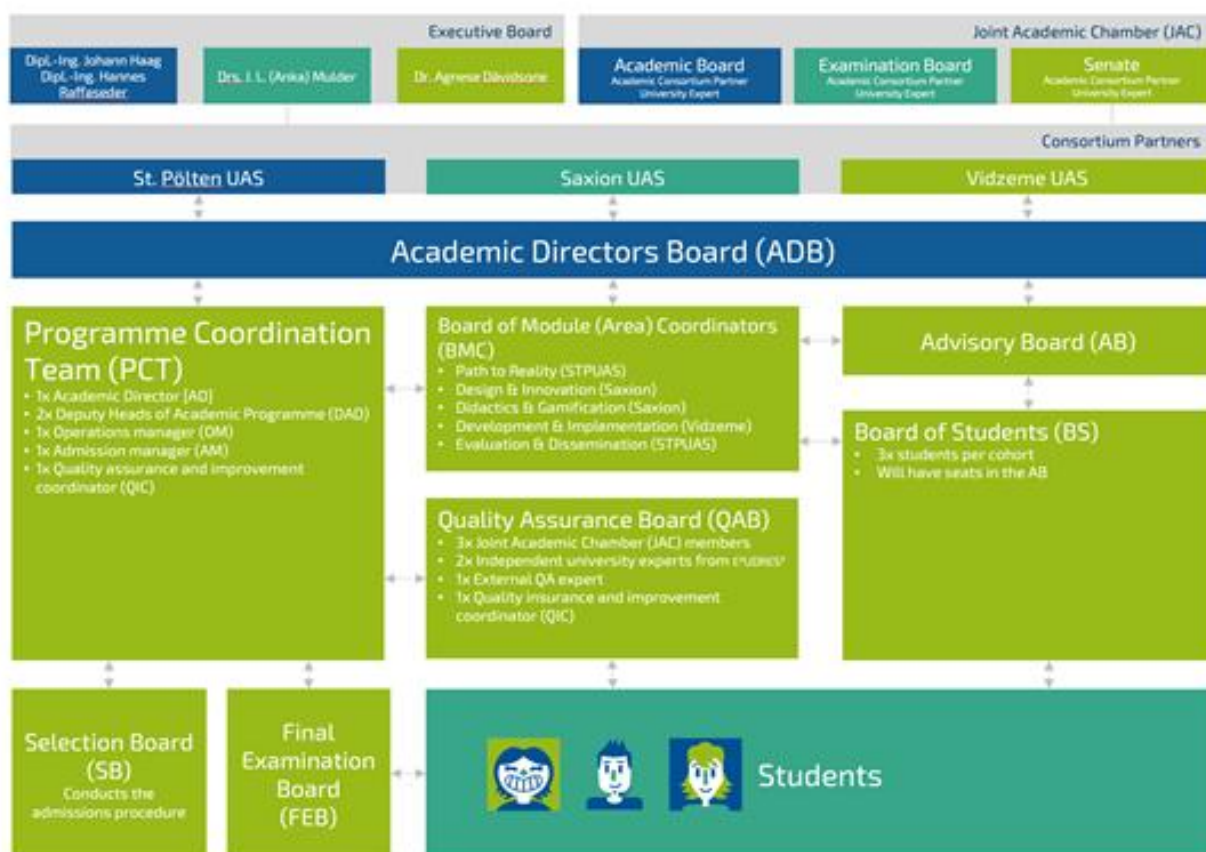 Executive Board
Dipl.-Ing. Johann Haag
Dipl.-Ing. Hannes
Raffaseder
Drs. J. L. (Anka) Mulder
Dr. Agnese Dāvidsone
Joint Academic Chamber (JAC)
Academic Board
Academic Consortium Partner
University Expert
Examination Board
Academic Consortium Partner
University Expert
Senate
Academic Consortium Partner
University Expert
Consortium Partners
St. Pölten UAS
Saxion UAS
Vidzeme UAS
Academic Directors Board (ADB)
Programme Coordination
Team (PCT)
• 1x Academic Director [AD]
• 2x Deputy Heads of Academic Programme (DAD)
• 1x Operations manager (OM)
• 1x Admission manager (AM)
• 1x Quality assurance and improvement
coordinator (QIC)
Board of Module (Area) Coordinators
(BMC)
• Path to Reality (STPUAS)
• Design & Innovation (Saxion)
• Didactics & Gamification (Saxion)
• Development & Implementation (Vidzeme)
• Evaluation & Dissemination (STPUAS)
Advisory Board (AB)
Board of Students (BS)
• 3x students per cohort
• Will have seats in the AB
Quality Assurance Board (QAB)
• 3x Joint Academic Chamber (JAC) members
• 2x Independent university experts from
• 1x External QA expert
• 1x Quality insurance and improvement
coordinator (QIC)
Selection Board
(SB)
Conducts the
admissions procedure
Final
Examination
Board
(FEB)
Students